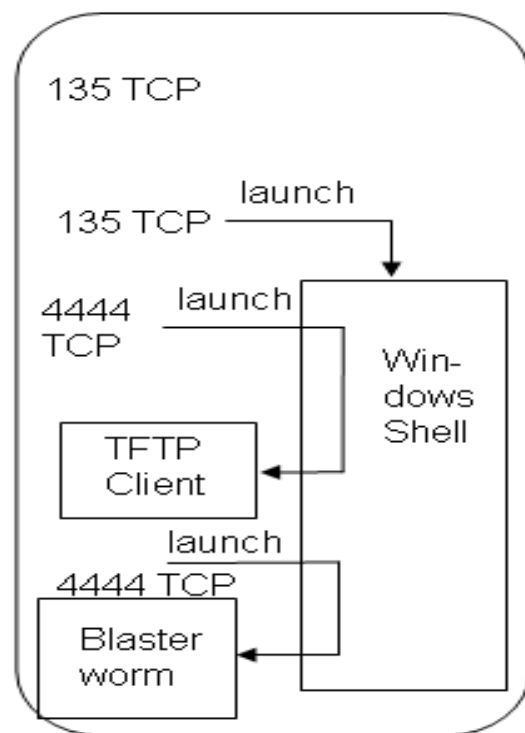 135 TCP
launch
135 TCP
launch
4444
TCP
Win-
dows
Shell
TFTP
Client
launch
4444 TCP
Blaster
worm